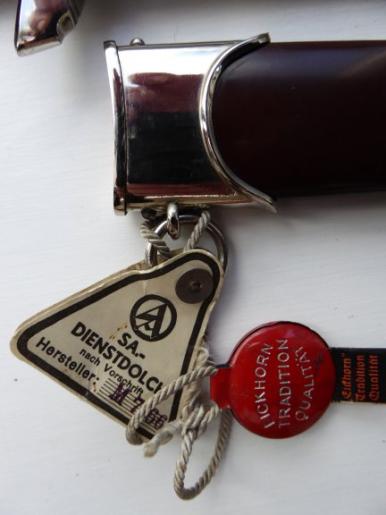 SA.-
DIENSTDOLCH
nach Vorschrift
Hersteller:
EICKHORN
TRADITION
QUALITÄT
Eickhorn"
Tradition
Qualität